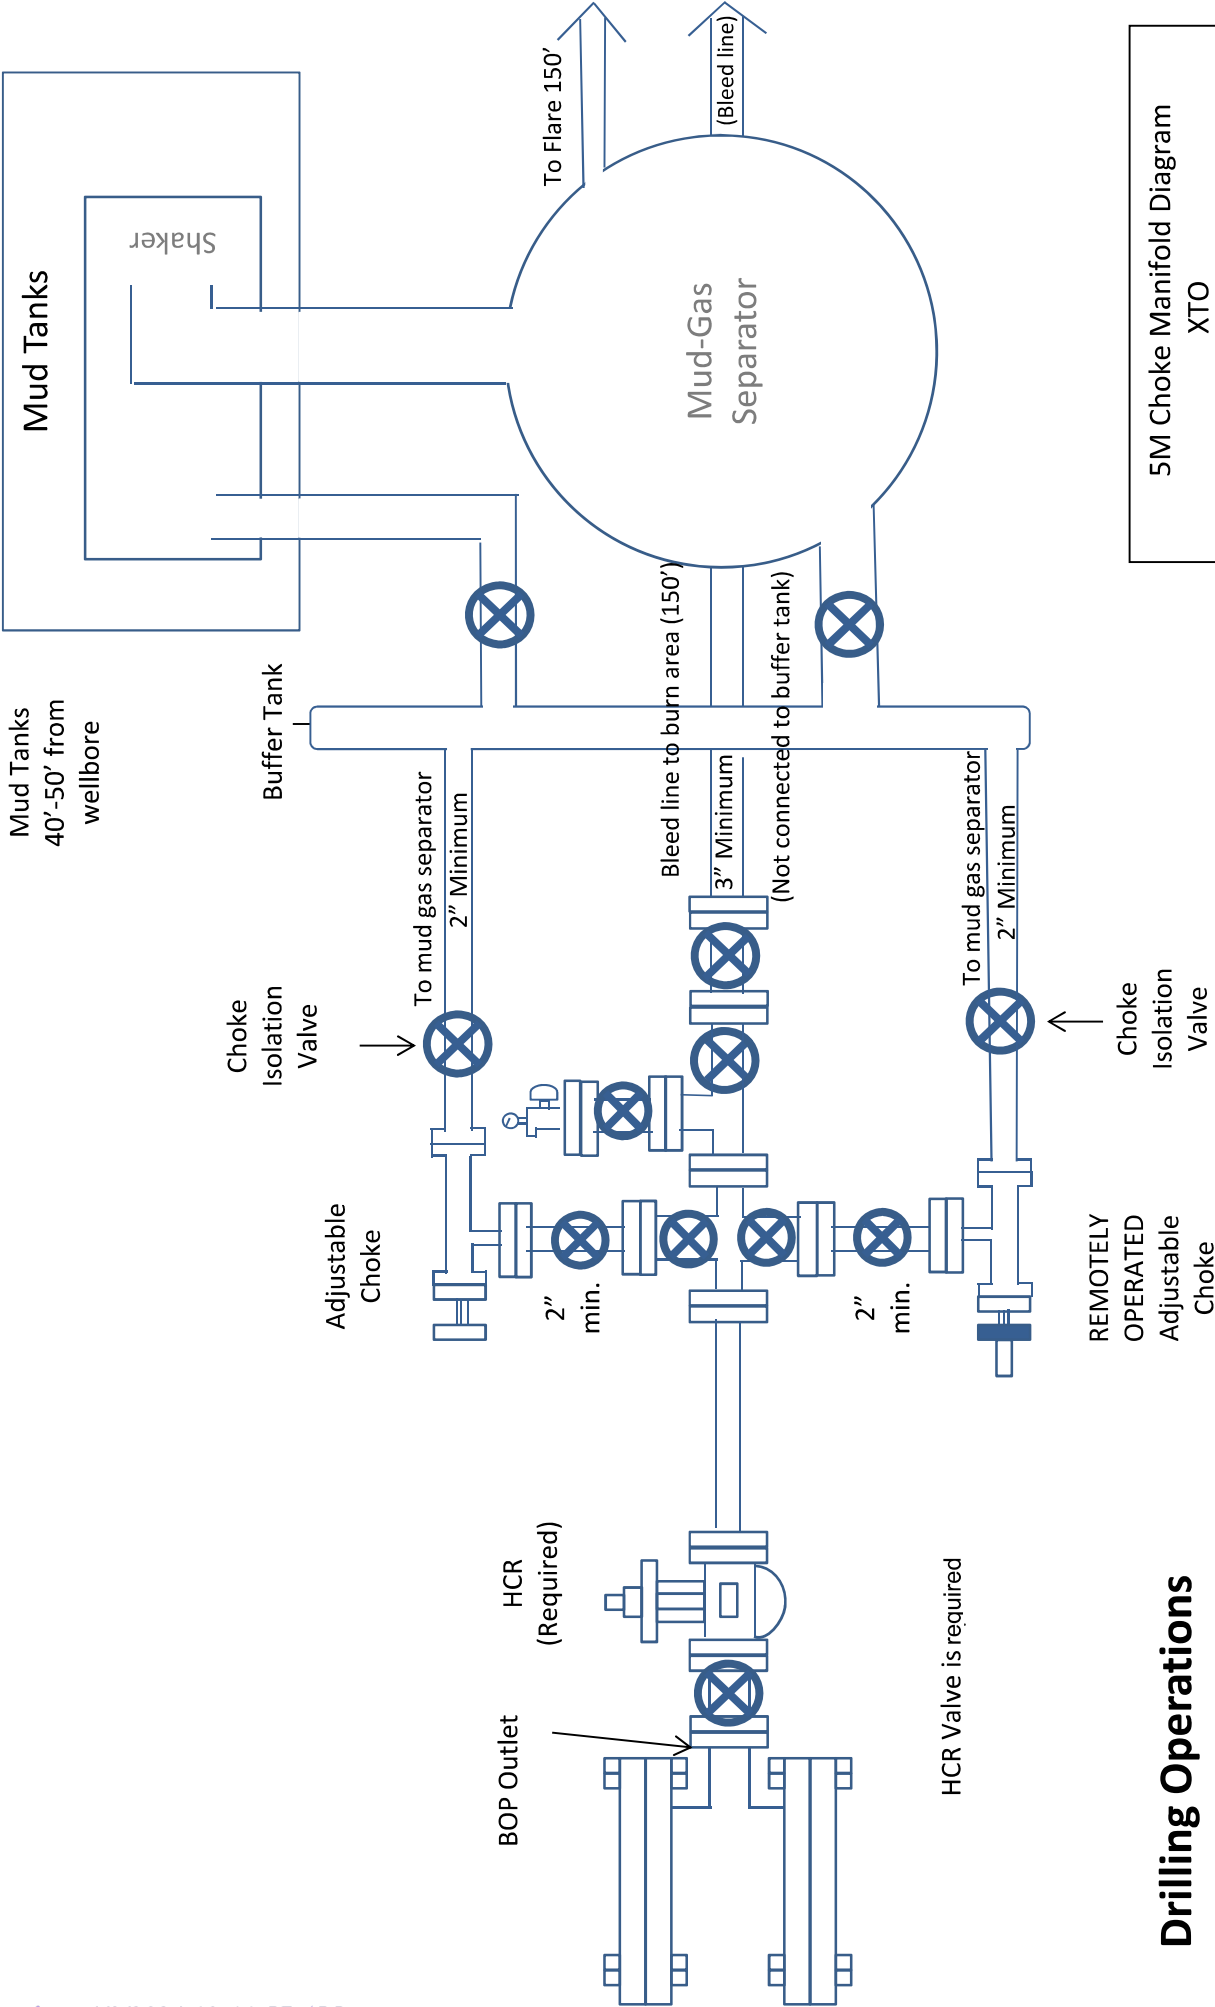 Mud Tanks
Shaker
To Flare 150’
(Bleed line)
Mud-Gas
Separator
5M Choke Manifold Diagram
XTO
Mud Tanks
40’-50’ from
wellbore
Buffer Tank
Bleed line to burn area (150’)
3” Minimum
(Not connected to buffer tank)
To mud gas separator
2” Minimum
To mud gas separator
2” Minimum
Choke
Isolation
Valve
Choke
Isolation
Valve
Adjustable
Choke
2”
min.
2”
min.
REMOTELY
OPERATED
Adjustable
Choke
HCR
(Required)
BOP Outlet
HCR Valve is required
Drilling Operations